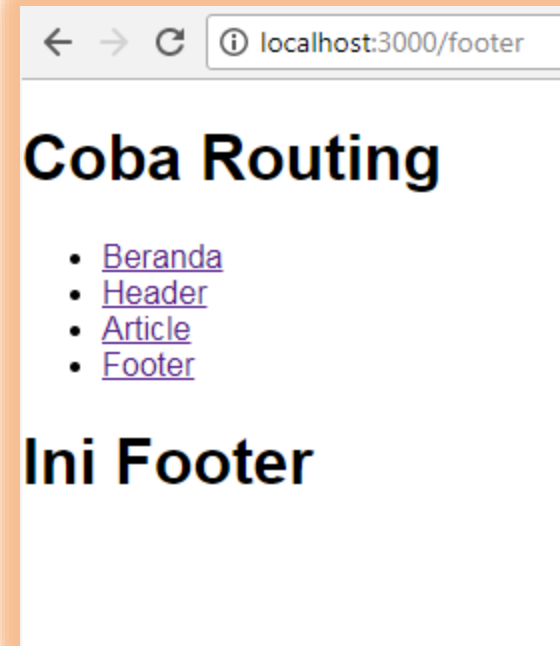 localhost:3000/footer
Coba Routing
Beranda
Header
Article
Footer
Ini Footer